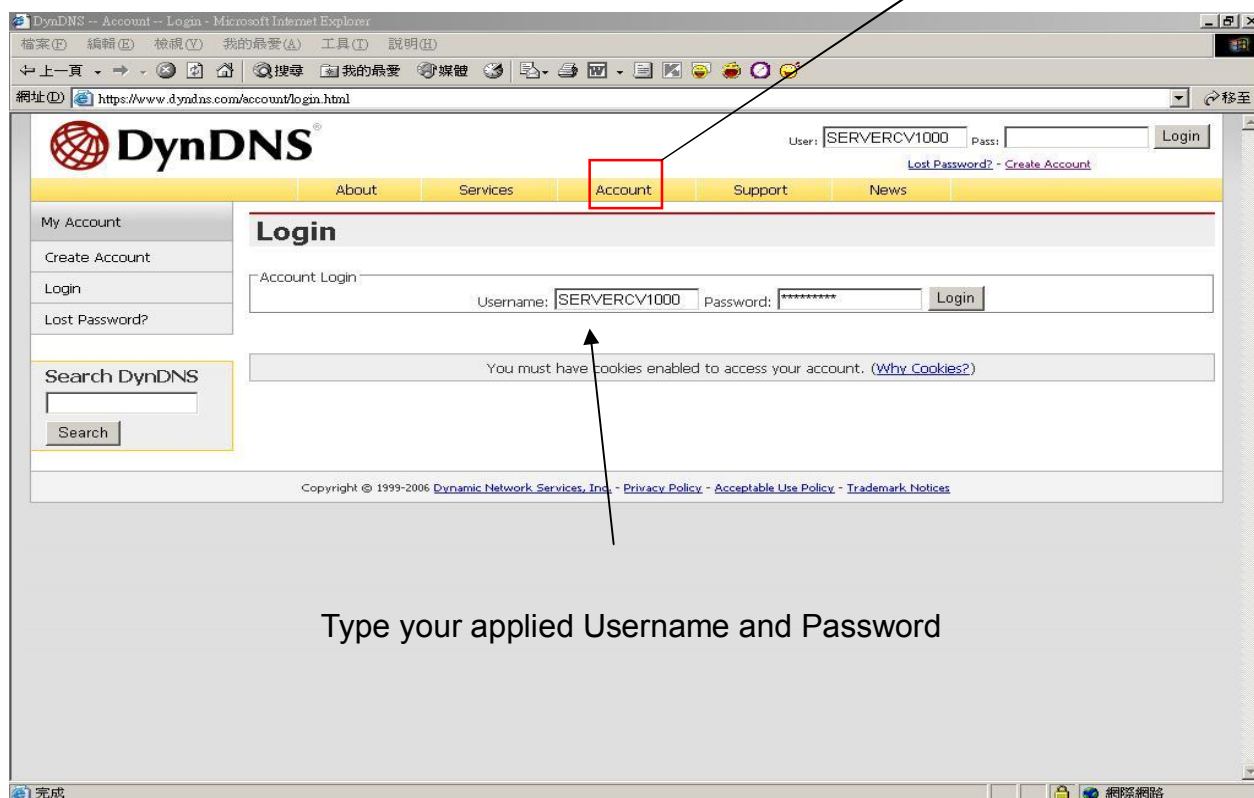 DynDNS -- Account -- Login - Microsoft Internet Explorer
檔案(F) 編輯(E) 檢視(V) 我的最愛(A) 工具(T) 說明(H)
上一頁 搜尋 我的最愛 媒體
網址(D) https://www.dyndns.com/account/login.html 移至
DynDNS®
User: SERVERCV1000 Pass: Login
Lost Password? - Create Account
About Services Account Support News
My Account
Create Account
Login
Lost Password?
Search DynDNS
Search
Login
Account Login
Username: SERVERCV1000 Password: ********* Login
You must have cookies enabled to access your account. (Why Cookies?)
Copyright © 1999-2006 Dynamic Network Services, Inc. - Privacy Policy - Acceptable Use Policy - Trademark Notices
Type your applied Username and Password
完成 網際網路